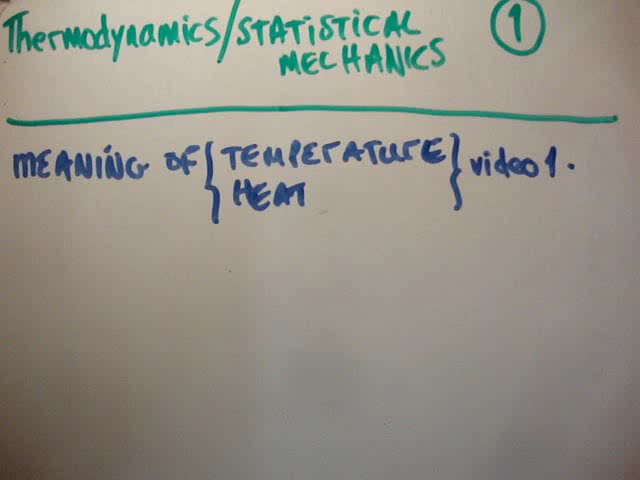 Thermodynamics/STATISTICAL ①
MECHANICS
MEANING OF { TEMPERATURE } video 1.
HEAT